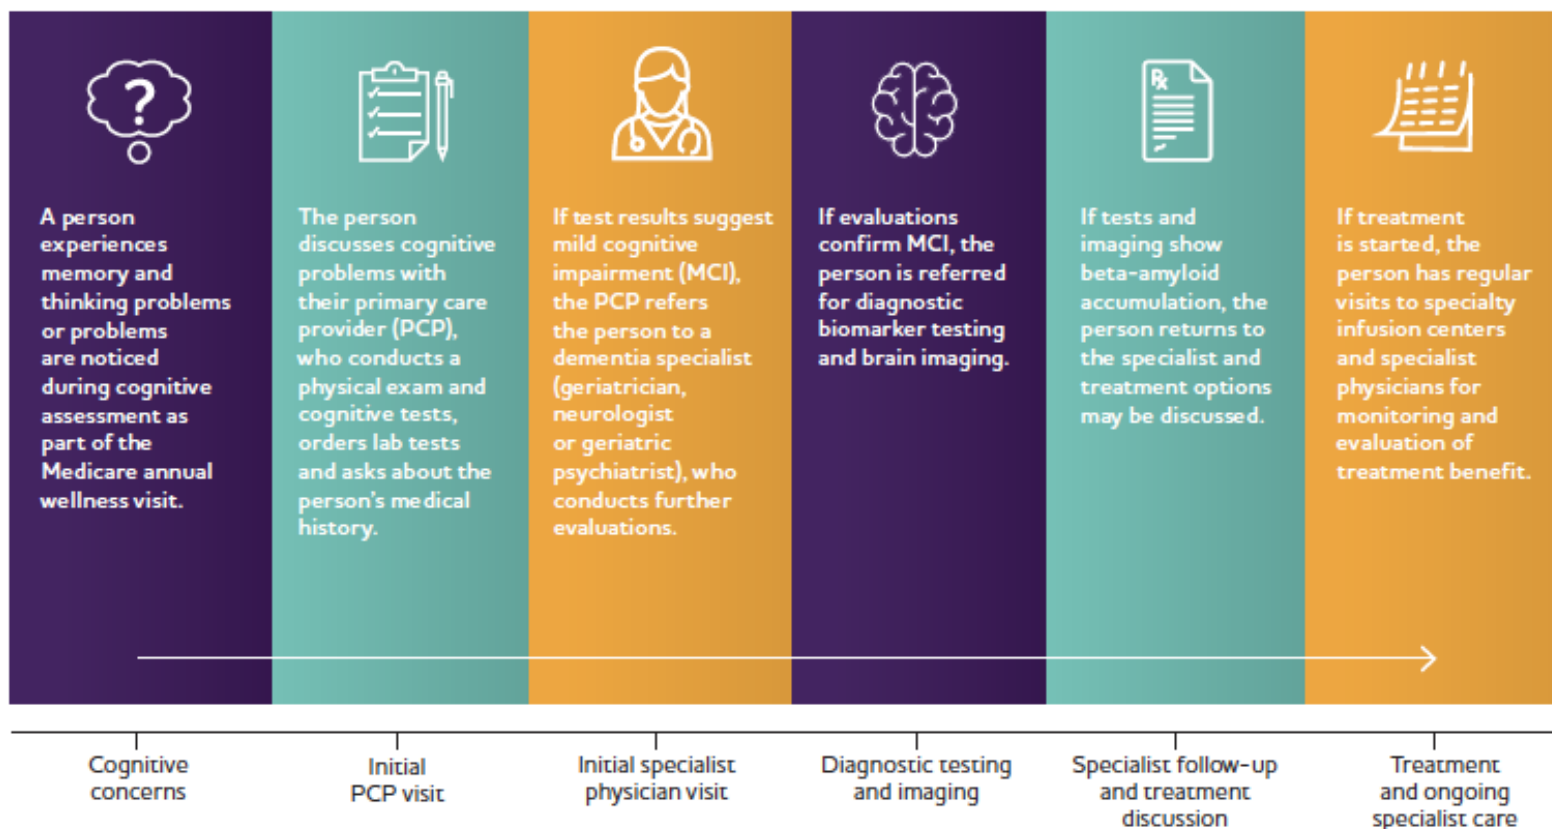 ?
A person
experiences
memory and
thinking problems
or problems
are noticed
during cognitive
assessment as
part of the
Medicare annual
wellness visit.
The person
discusses cognitive
problems with
their primary care
provider (PCP),
who conducts a
physical exam and
cognitive tests,
orders lab tests
and asks about the
person's medical
history.
If test results suggest
mild cognitive
impairment (MCI),
the PCP refers
the person to a
dementia specialist
(geriatrician,
neurologist
or geriatric
psychiatrist), who
conducts further
evaluations.
If evaluations
confirm MCI, the
person is referred
for diagnostic
biomarker testing
and brain imaging.
Rx
If tests and
imaging show
beta-amyloid
accumulation, the
person returns to
the specialist and
treatment options
may be discussed.
If treatment
is started, the
person has regular
visits to specialty
infusion centers
and specialist
physicians for
monitoring and
evaluation of
treatment benefit.
Cognitive
concerns
Initial
PCP visit
Initial specialist
physician visit
Diagnostic testing
and imaging
Specialist follow-up
and treatment
discussion
Treatment
and ongoing
specialist care